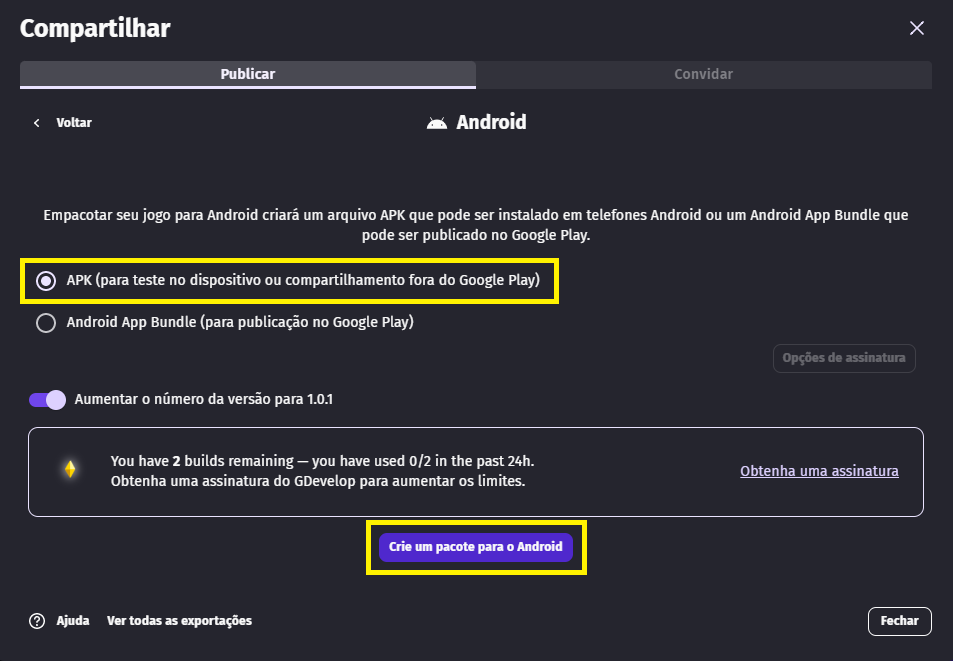 Compartilhar
Publicar
Convidar
Voltar
Android
Empacotar seu jogo para Android criará um arquivo APK que pode ser instalado em telefones Android ou um Android App Bundle que
pode ser publicado no Google Play.
APK (para teste no dispositivo ou compartilhamento fora do Google Play)
Android App Bundle (para publicação no Google Play)
Opções de assinatura
Aumentar o número da versão para 1.0.1
You have 2 builds remaining — you have used 0/2 in the past 24h.
Obtenha uma assinatura do GDevelop para aumentar os limites.
Obtenha uma assinatura
Crie um pacote para o Android
Ajuda
Ver todas as exportações
Fechar